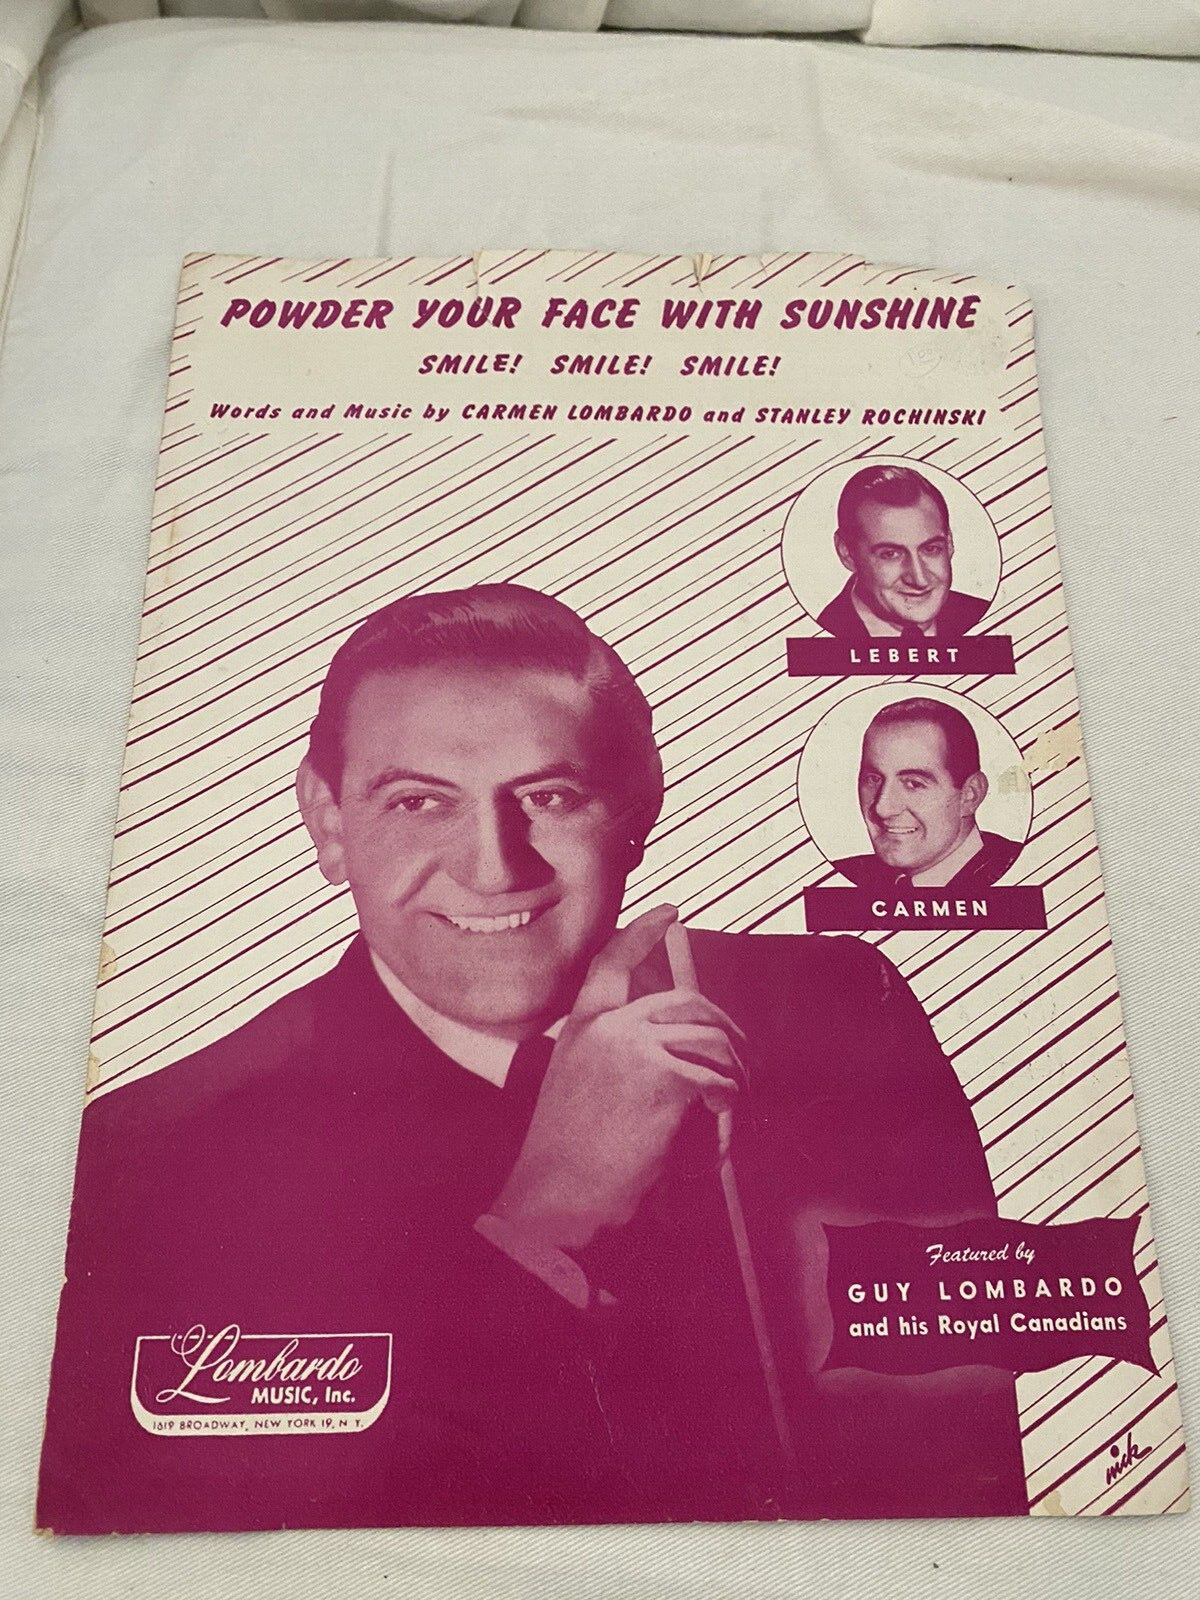 POWDER YOUR FACE WITH SUNSHINE
SMILE! SMILE! SMILE!
Words and Music by CARMEN LOMBARDO and STANLEY ROCHINSKI
LEBERT
CARMEN
Featured by
GUY LOMBARDO
and his Royal Canadians
Lombardo
MUSIC, Inc.
1619 BROADWAY, NEW YORK 19, N. Y.
nick